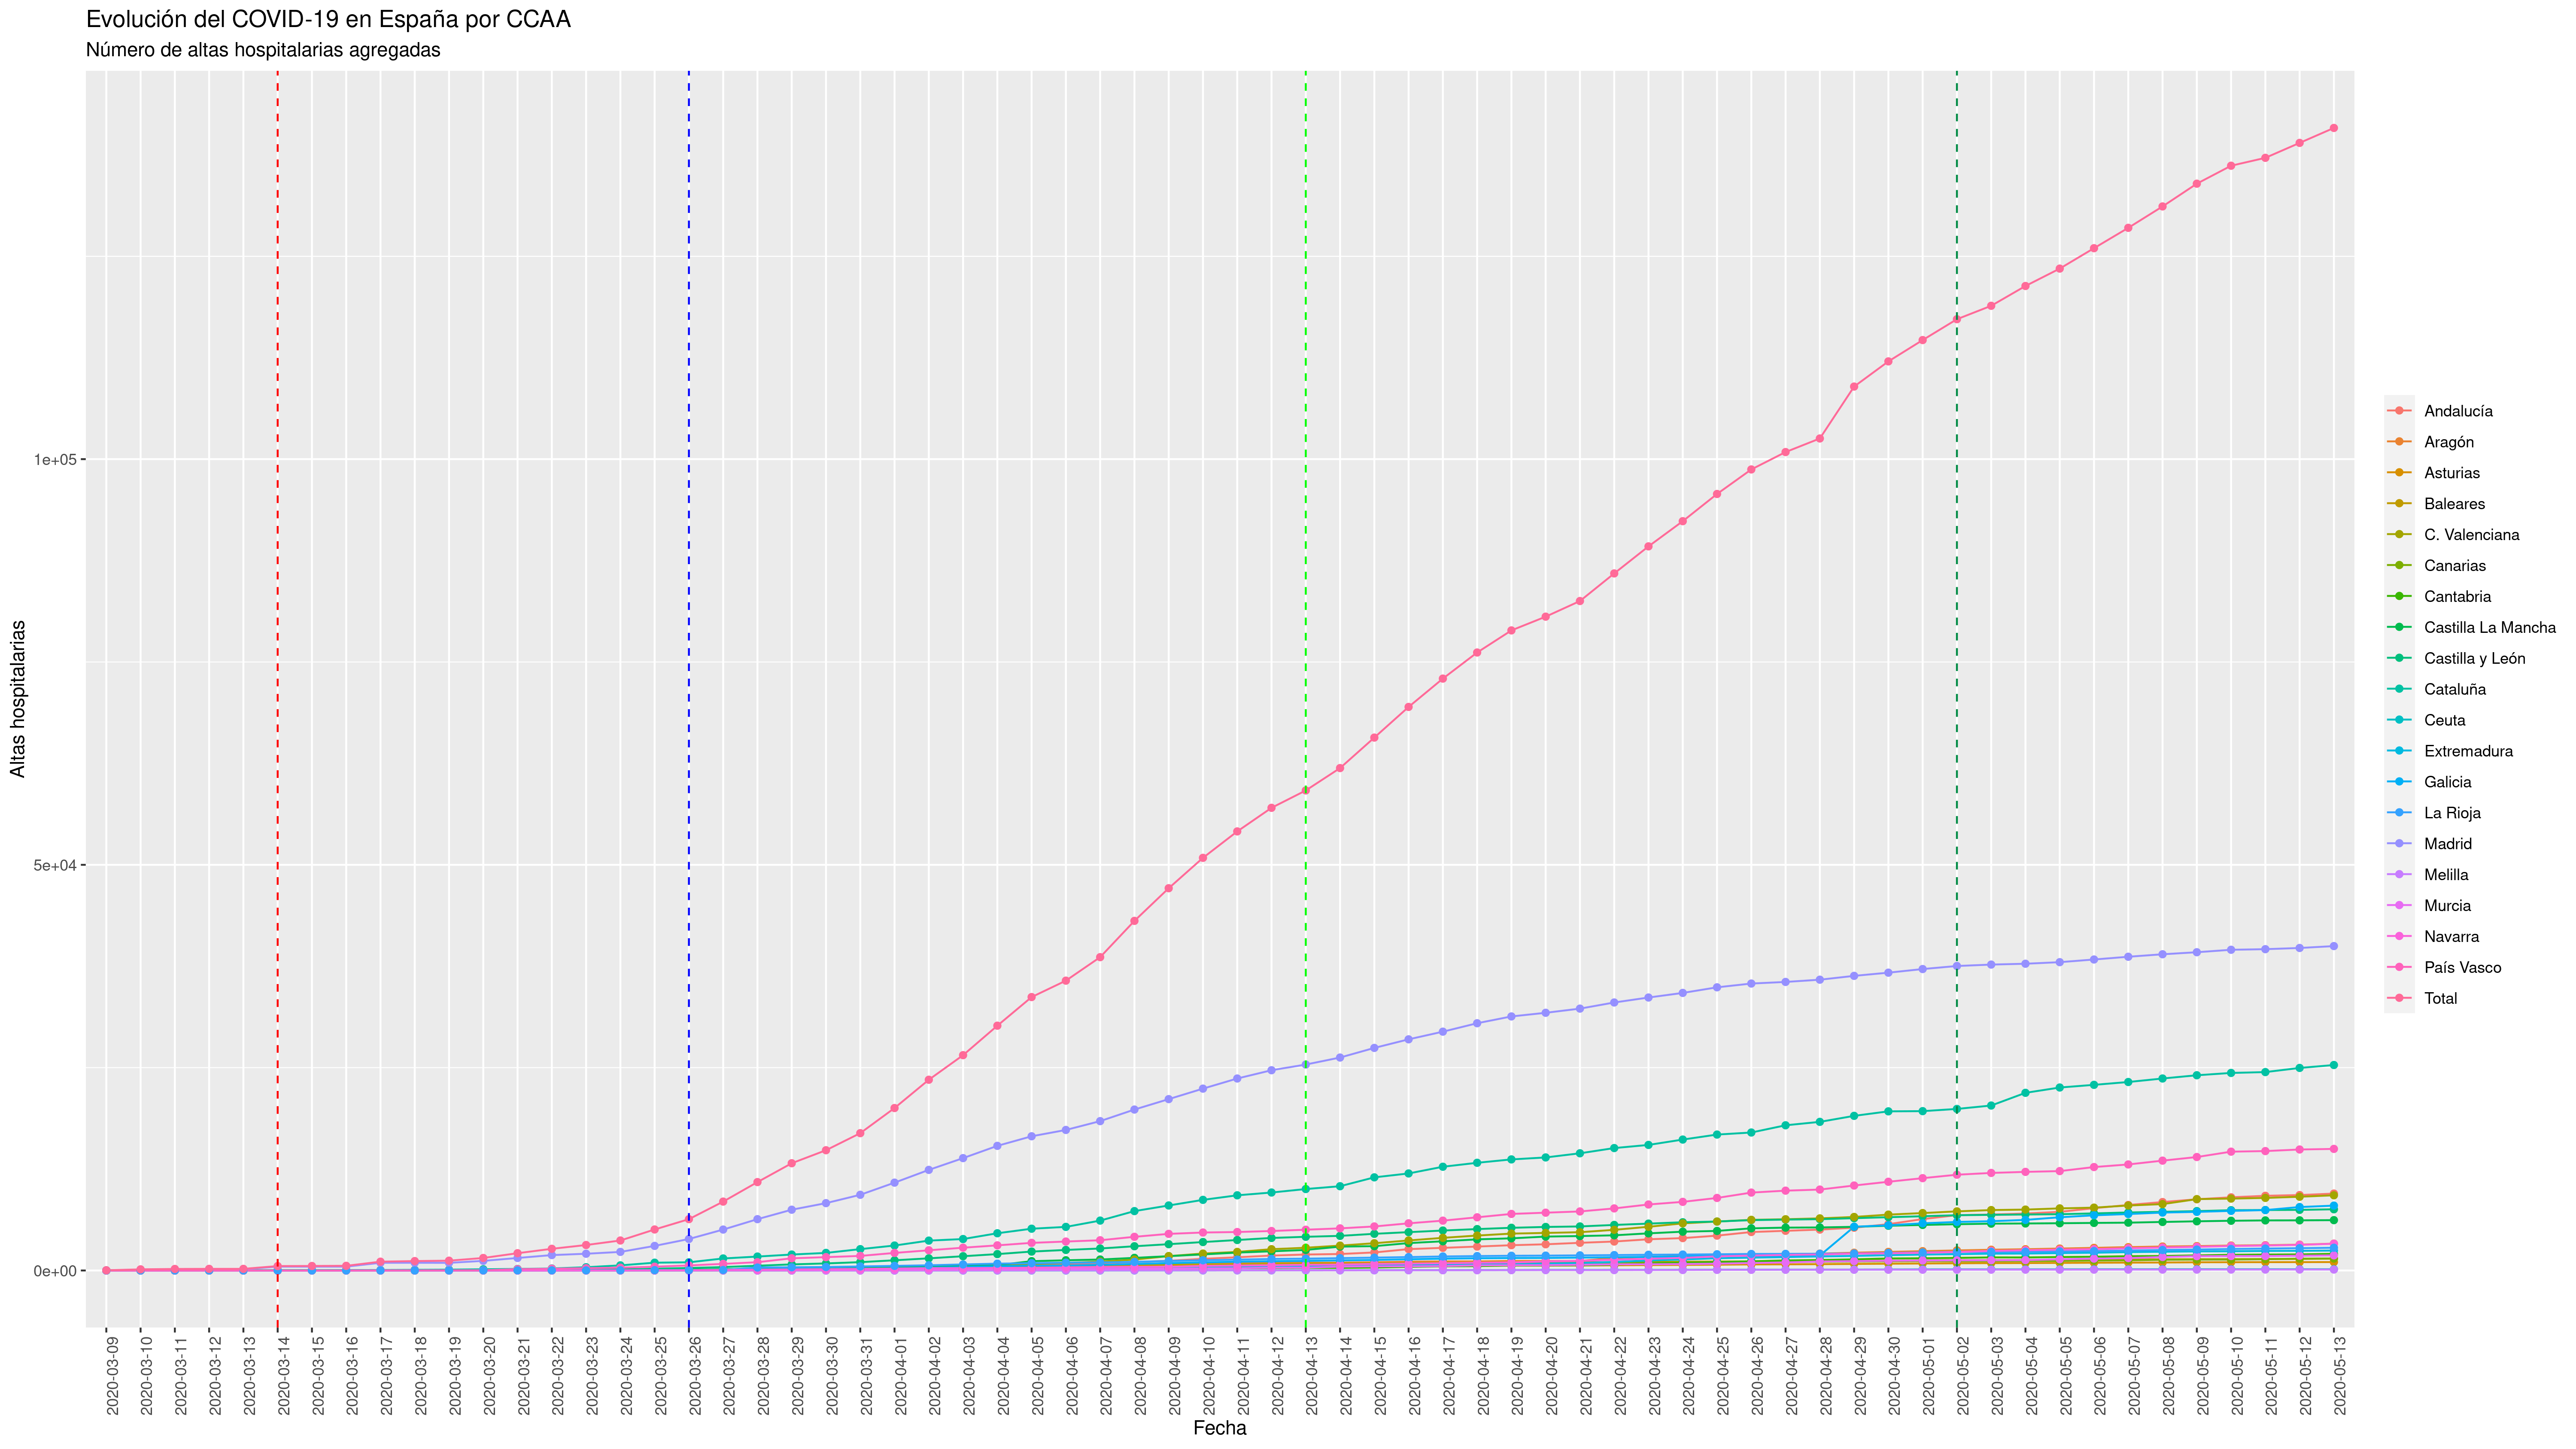 Evolución del COVID-19 en España por CCAA
Número de altas hospitalarias agregadas
Altas hospitalarias
1e+05
5e+04
0e+00
2020-03-09
2020-03-10
2020-03-11
2020-03-12
2020-03-13
2020-03-14
2020-03-15
2020-03-16
2020-03-17
2020-03-18
2020-03-19
2020-03-20
2020-03-21
2020-03-22
2020-03-23
2020-03-24
2020-03-25
2020-03-26
2020-03-27
2020-03-28
2020-03-29
2020-03-30
2020-03-31
2020-04-01
2020-04-02
2020-04-03
2020-04-04
2020-04-05
2020-04-06
2020-04-07
2020-04-08
2020-04-09
2020-04-10
2020-04-11
2020-04-12
2020-04-13
2020-04-14
2020-04-15
2020-04-16
2020-04-17
2020-04-18
2020-04-19
2020-04-20
2020-04-21
2020-04-22
2020-04-23
2020-04-24
2020-04-25
2020-04-26
2020-04-27
2020-04-28
2020-04-29
2020-04-30
2020-05-01
2020-05-02
2020-05-03
2020-05-04
2020-05-05
2020-05-06
2020-05-07
2020-05-08
2020-05-09
2020-05-10
2020-05-11
2020-05-12
2020-05-13
Fecha
Andalucía
Aragón
Asturias
Baleares
C. Valenciana
Canarias
Cantabria
Castilla La Mancha
Castilla y León
Cataluña
Ceuta
Extremadura
Galicia
La Rioja
Madrid
Melilla
Murcia
Navarra
País Vasco
Total